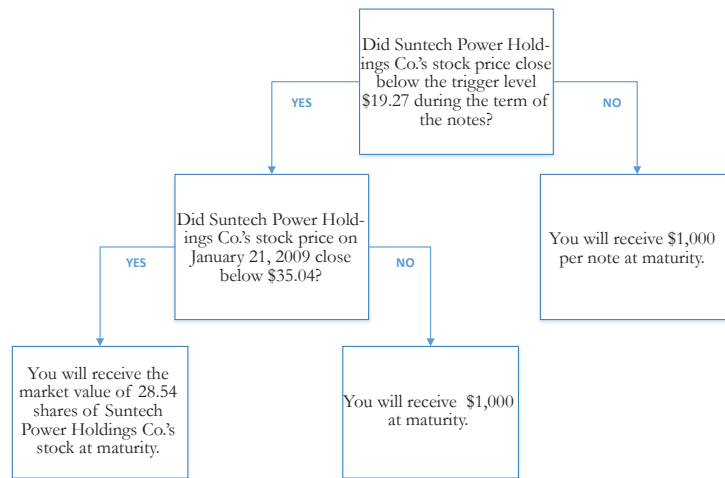 Did Suntech Power Hold-
ings Co.'s stock price close
below the trigger level
$19.27 during the term of
the notes?
YES
NO
Did Suntech Power Hold-
ings Co.'s stock price on
January 21, 2009 close
below $35.04?
You will receive $1,000
per note at maturity.
YES
NO
You will receive the
market value of 28.54
shares of Suntech
Power Holdings Co.'s
stock at maturity.
You will receive $1,000
at maturity.